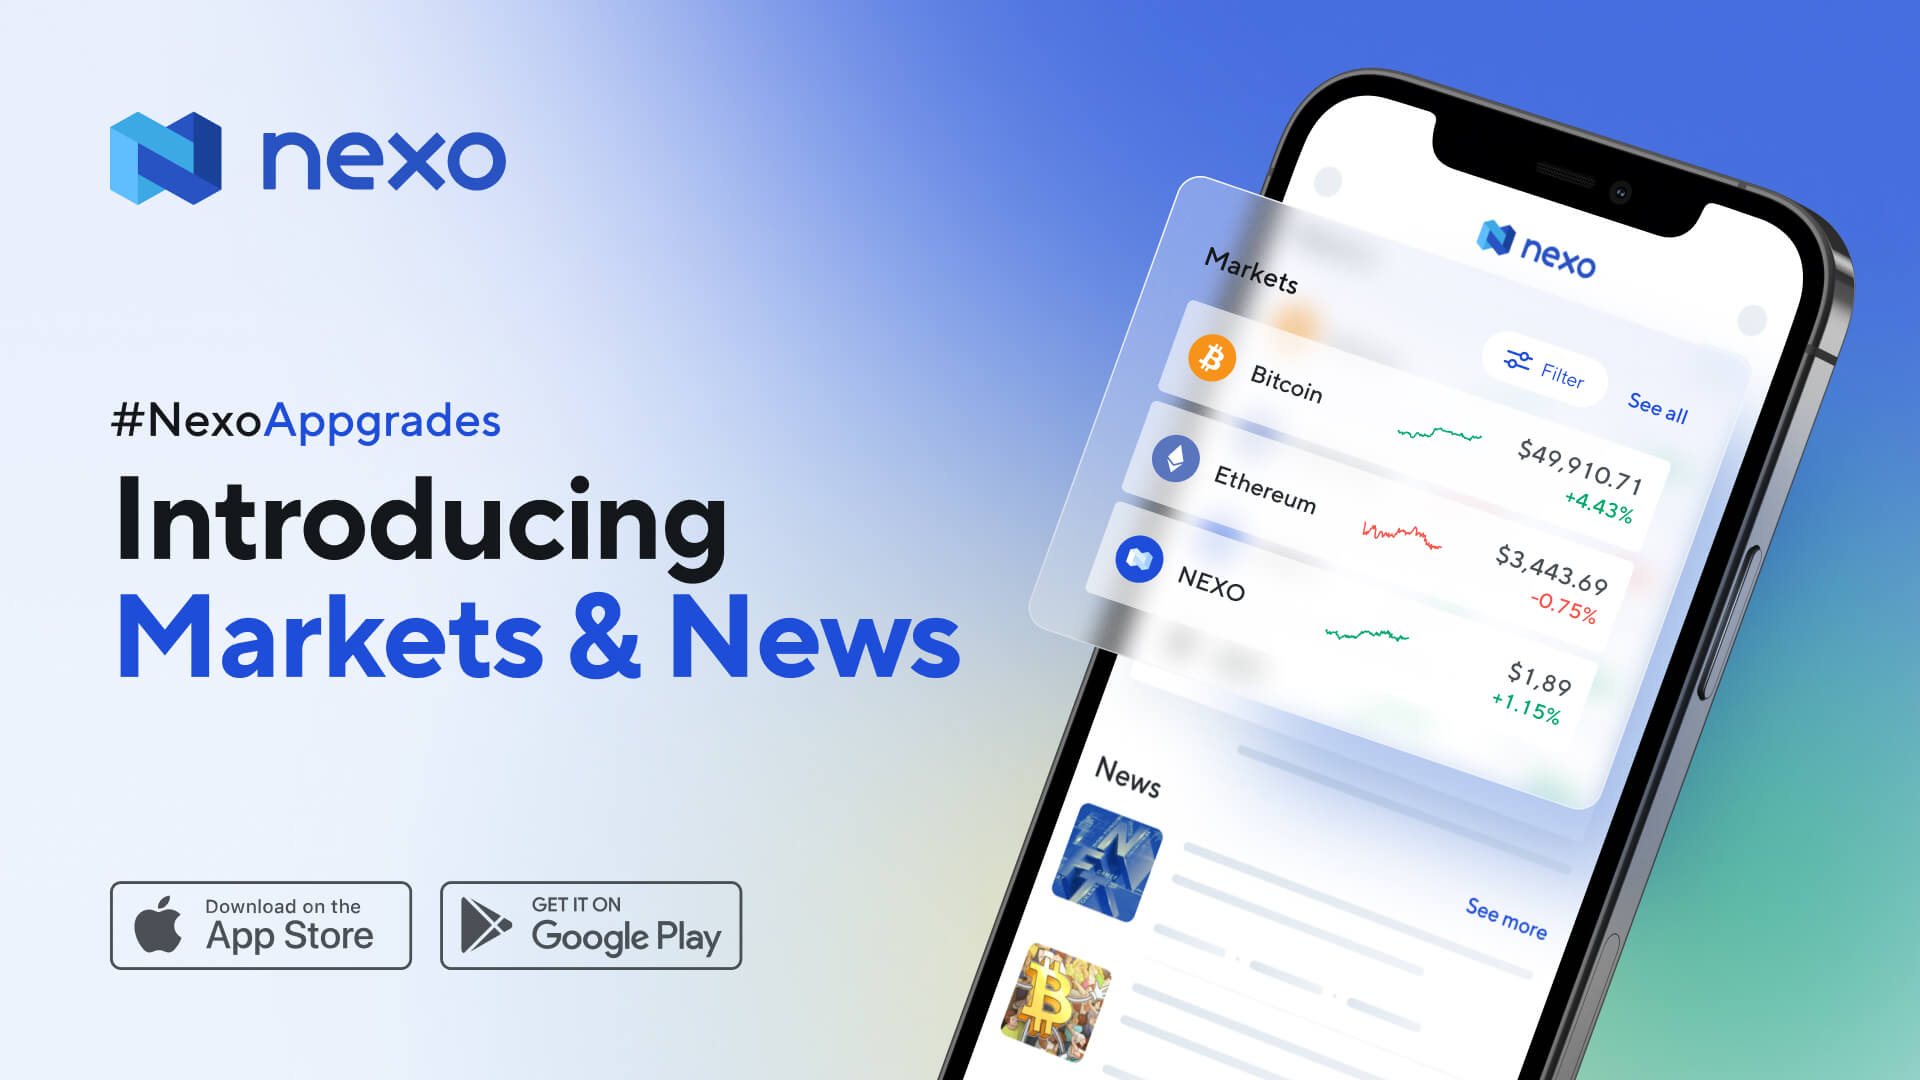 nexo
#NexoAppgrades
Introducing
Markets & News
Download on the
App Store
GET IT ON
Google Play
nexo
Markets
Filter
See all
Bitcoin
$49,910.71
+4.43%
Ethereum
$3,443.69
-0.75%
NEXO
$1,89
+1.15%
News
See more